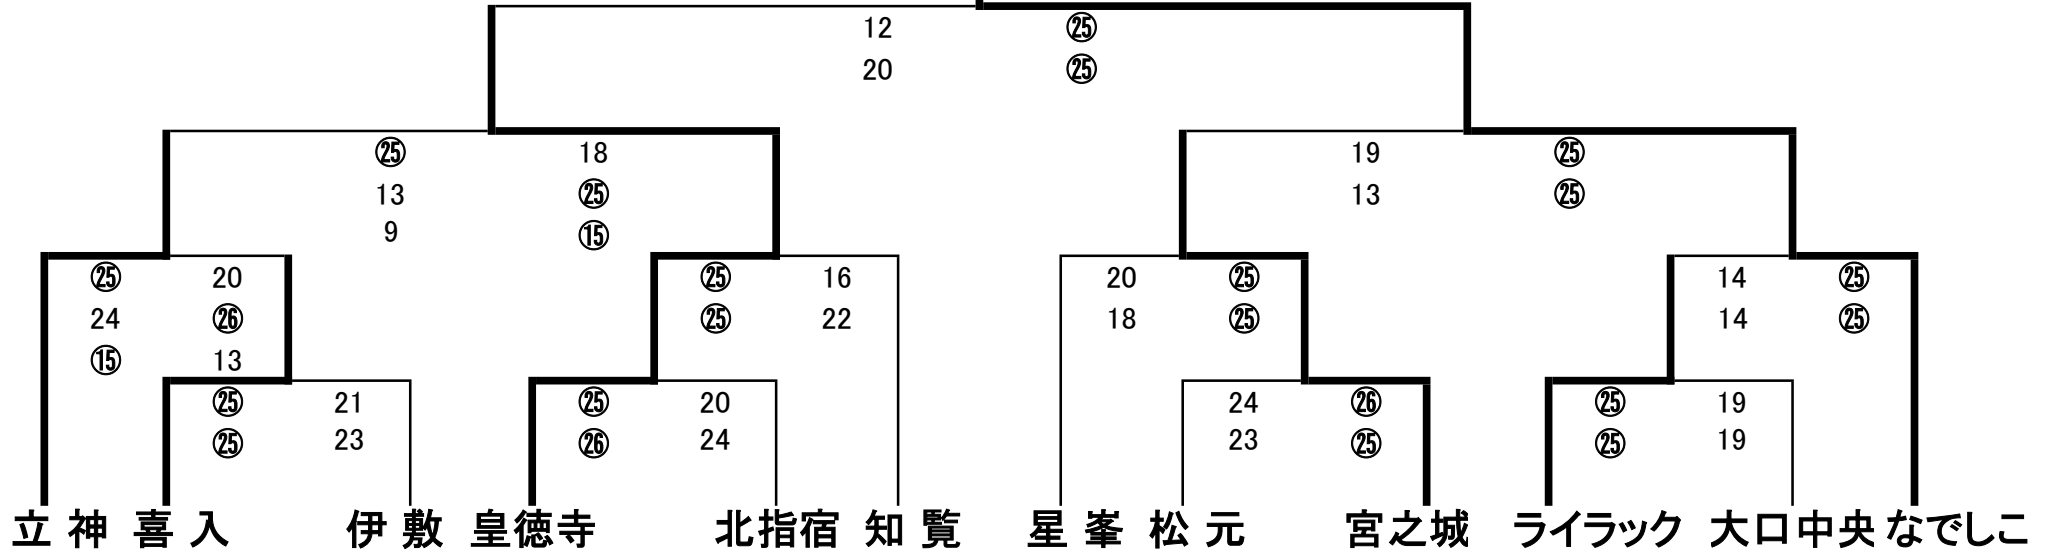 12 ㉕
20 ㉕
㉕ 18 19 ㉕
13 ㉕ 13 ㉕
9 ⑮
㉕ 20 ㉕ 16 20 ㉕ 14 ㉕
24 ㉖ ㉕ 22 18 ㉕ 14 ㉕
⑮ 13
㉕ 21 ㉕ 20 24 ㉖ ㉕ 19
㉕ 23 ㉖ 24 23 ㉕ ㉕ 19
立神 喜入 伊敷 皇徳寺 北指宿 知覧 星峯 松元 宮之城 ライラック 大口中央 なでしこ